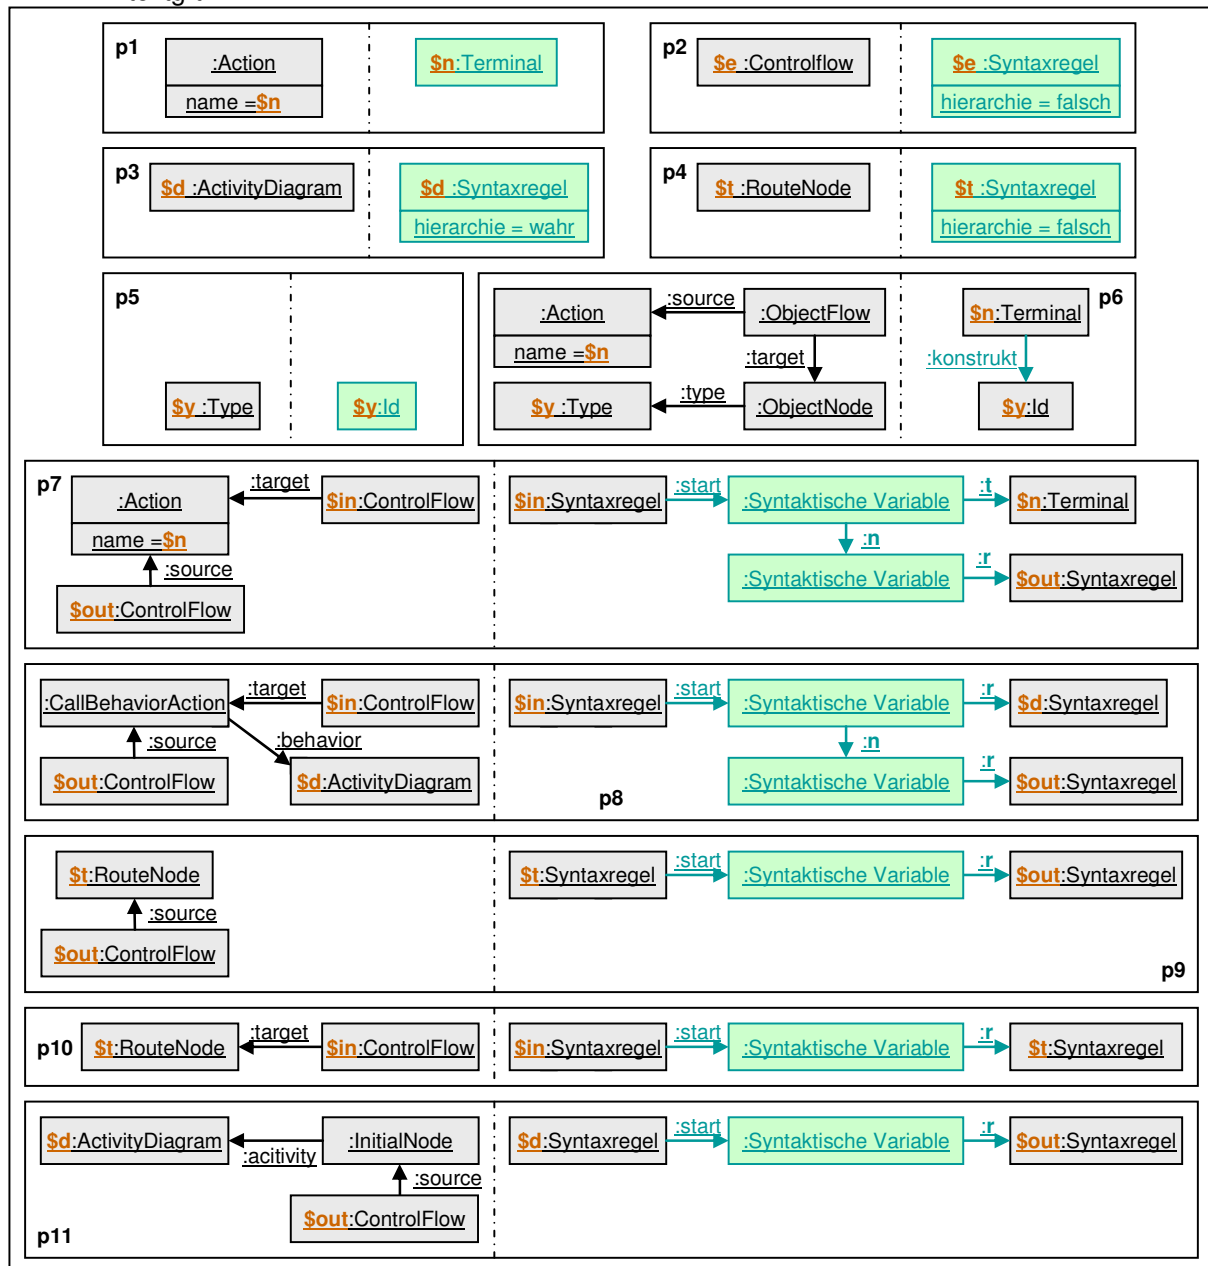 p1
:Action
name =$n
$n:Terminal
p2
$e :Controlflow
$e :Syntaxregel
hierarchie = falsch
p3
$d :ActivityDiagram
$d :Syntaxregel
hierarchie = wahr
p4
$t :RouteNode
$t :Syntaxregel
hierarchie = falsch
p5
$y :Type
$y:Id
:Action
name =$n
:source
:ObjectFlow
:target
$y :Type
:type
:ObjectNode
$n:Terminal
p6
:konstrukt
$y:Id
p7
:Action
name =$n
:target
$in:ControlFlow
:source
$out:ControlFlow
$in:Syntaxregel
:start
:Syntaktische Variable
:t
$n:Terminal
:n
:Syntaktische Variable
:r
$out:Syntaxregel
:CallBehaviorAction
:target
$in:ControlFlow
:source
:behavior
$out:ControlFlow
$d:ActivityDiagram
$in:Syntaxregel
:start
:Syntaktische Variable
:r
$d:Syntaxregel
:n
:Syntaktische Variable
:r
$out:Syntaxregel
p8
$t:RouteNode
:source
$out:ControlFlow
$t:Syntaxregel
:start
:Syntaktische Variable
:r
$out:Syntaxregel
p9
p10
$t:RouteNode
:target
$in:ControlFlow
$in:Syntaxregel
:start
:Syntaktische Variable
:r
$t:Syntaxregel
$d:ActivityDiagram
:acitivity
:InitialNode
:source
$out:ControlFlow
$d:Syntaxregel
:start
:Syntaktische Variable
:r
$out:Syntaxregel
p11